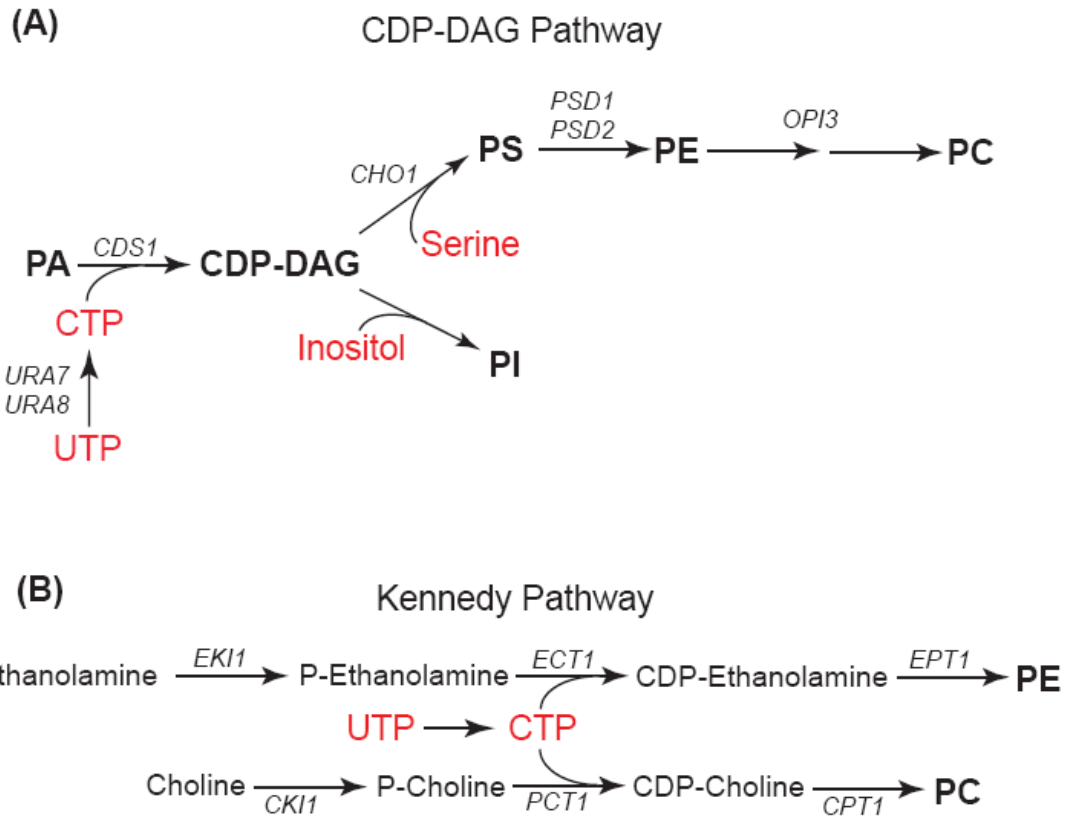 (A)
CDP-DAG Pathway
PSD1
PSD2
OPI3
PS
PE
PC
CHO1
Serine
PA
CDS1
CDP-DAG
CTP
Inositol
PI
URA7
URA8
UTP
(B)
Kennedy Pathway
thanolamine
EKI1
P-Ethanolamine
ECT1
CDP-Ethanolamine
EPT1
PE
UTP
CTP
Choline
CKI1
P-Choline
PCT1
CDP-Choline
CPT1
PC